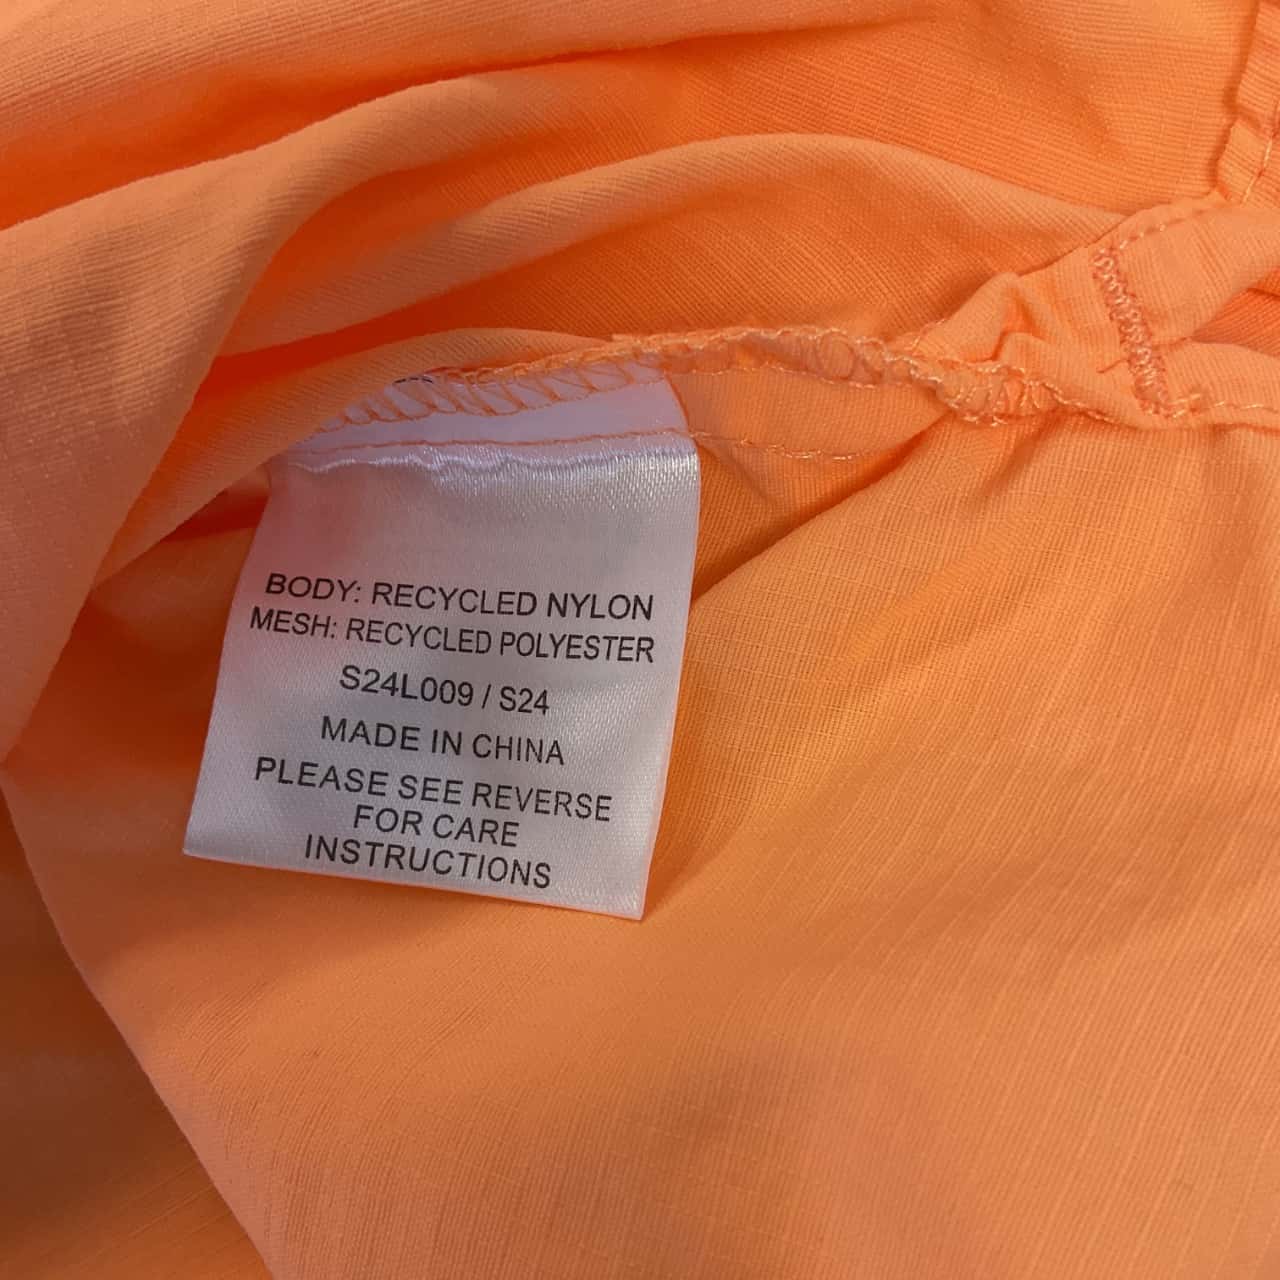 BODY: RECYCLED NYLON
MESH: RECYCLED POLYESTER
S24L009 / S24
MADE IN CHINA
PLEASE SEE REVERSE
FOR CARE
INSTRUCTIONS